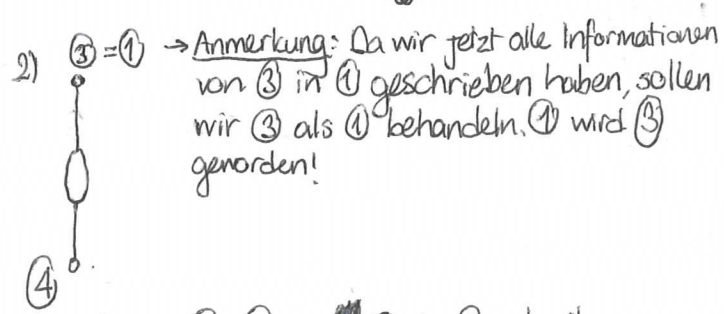 2) ③=① → Anmerkung: Da wir jetzt alle Informationen
von ③ in ① geschrieben haben, sollen
wir ③ als ① behandeln. ① wird ③
genorden!
④